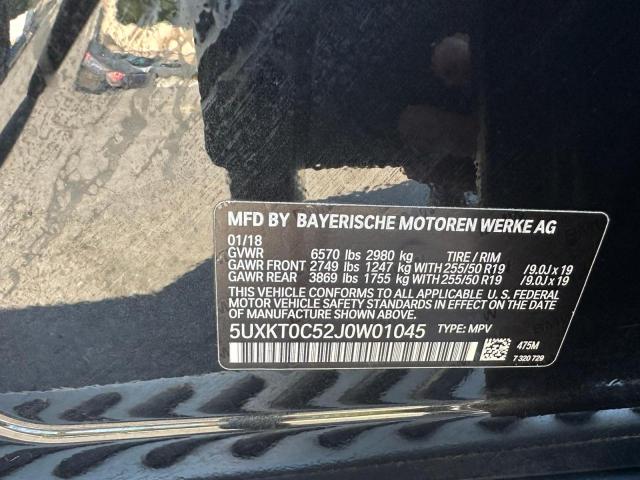 MFD BY BAYERISCHE MOTOREN WERKE AG
01/18
GVWR 6570 lbs 2980 kg TIRE / RIM
GAWR FRONT 2749 lbs 1247 kg WITH 255/50 R19 /9.0J x 19
GAWR REAR 3869 lbs 1755 kg WITH 255/50 R19 /9.0J x 19
THIS VEHICLE CONFORMS TO ALL APPLICABLE U. S. FEDERAL
MOTOR VEHICLE SAFETY STANDARDS IN EFFECT ON THE
DATE OF MANUFACTURE SHOWN ABOVE.
5UXKT0C52J0W01045 TYPE: MPV
475M
7 320 729